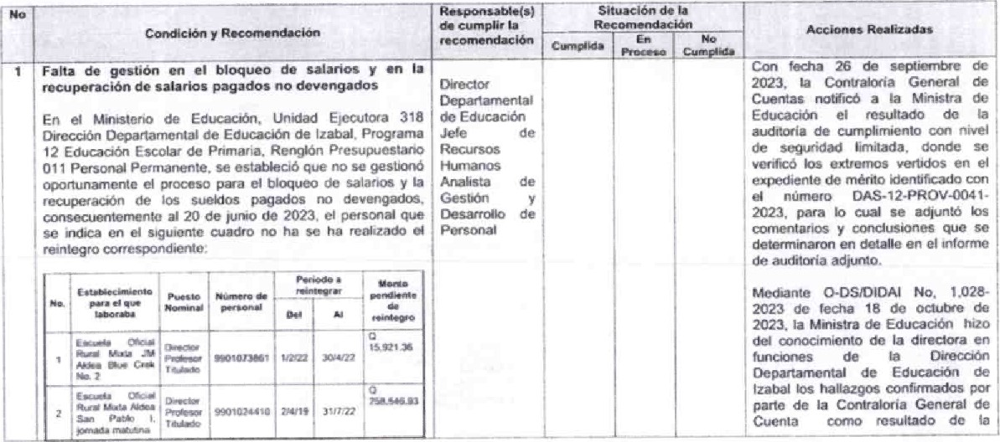 No
Condición y Recomendación
Responsable(s)
de cumplir la
recomendación
Situación de la
Recomendación
Cumplida
En
Proceso
No
Cumplida
Acciones Realizadas
1
Falta de gestión en el bloqueo de salarios y en la
recuperación de salarios pagados no devengados
En el Ministerio de Educación, Unidad Ejecutora 318
Dirección Departamental de Educación de Izabal, Programa
12 Educación Escolar de Primaria, Renglón Presupuestario
011 Personal Permanente, se estableció que no se gestionó
oportunamente el proceso para el bloqueo de salarios y la
recuperación de los sueldos pagados no devengados,
consecuentemente al 20 de junio de 2023, el personal que
se indica en el siguiente cuadro no ha se ha realizado el
reintegro correspondiente:
No.
Establecimiento
para el que
laboraba
Puesto
Nominal
Número de
personal
Periodo a
reintegrar
Del
Al
Monto
pendiente
de
reintegro
1
Escuela Oficial
Rural Mixta JM
Aldea Blue Crek
No. 2
Director
Profesor
Titulado
9901073861
1/2/22
30/4/22
Q
15,921.36
2
Escuela Oficial
Rural Mixta Aldea
San Pablo I,
jornada matutina
Director
Profesor
Titulado
9901024410
2/4/19
31/7/22
Q
258,546.93
Director
Departamental
de Educación
Jefe de
Recursos
Humanos
Analista de
Gestión y
Desarrollo de
Personal
Con fecha 26 de septiembre de
2023, la Contraloría General de
Cuentas notificó a la Ministra de
Educación el resultado de la
auditoría de cumplimiento con nivel
de seguridad limitada, donde se
verificó los extremos vertidos en el
expediente de mérito identificado con
el número DAS-12-PROV-0041-
2023, para lo cual se adjuntó los
comentarios y conclusiones que se
determinaron en detalle en el informe
de auditoría adjunto.
Mediante O-DS/DIDAI No, 1,028-
2023 de fecha 18 de octubre de
2023, la Ministra de Educación hizo
del conocimiento de la directora en
funciones de la Dirección
Departamental de Educación de
Izabal los hallazgos confirmados por
parte de la Contraloría General de
Cuenta como resultado de la